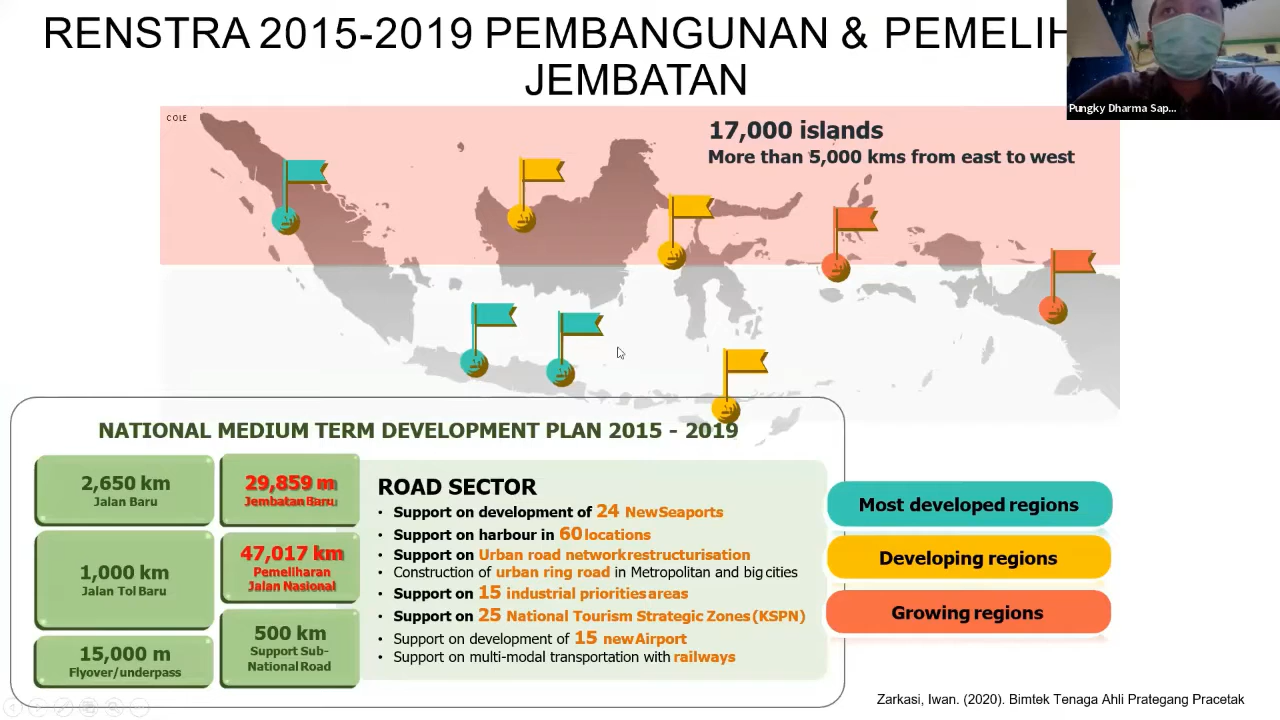 RENSTRA 2015-2019 PEMBANGUNAN & PEMELIH
JEMBATAN
Pungky Dharma Sap...
COLE
17,000 islands
More than 5,000 kms from east to west
NATIONAL MEDIUM TERM DEVELOPMENT PLAN 2015 - 2019
2,650 km
Jalan Baru
29,859 m
Jembatan Baru
1,000 km
Jalan Tol Baru
47,017 km
Pemeliharan
Jalan Nasional
15,000 m
Flyover/underpass
500 km
Support Sub-
National Road
ROAD SECTOR
• Support on development of 24 New Seaports
• Support on harbour in 60 locations
• Support on Urban road network restructurisation
• Construction of urban ring road in Metropolitan and big cities
• Support on 15 industrial priorities areas
• Support on 25 National Tourism Strategic Zones (KSPN)
• Support on development of 15 new Airport
• Support on multi-modal transportation with railways
Most developed regions
Developing regions
Growing regions
Zarkasi, Iwan. (2020). Bimtek Tenaga Ahli Prategang Pracetak